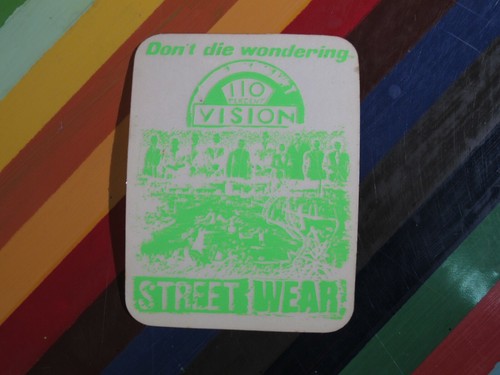 Don't die wondering.
110
VISION
STREET WEAR